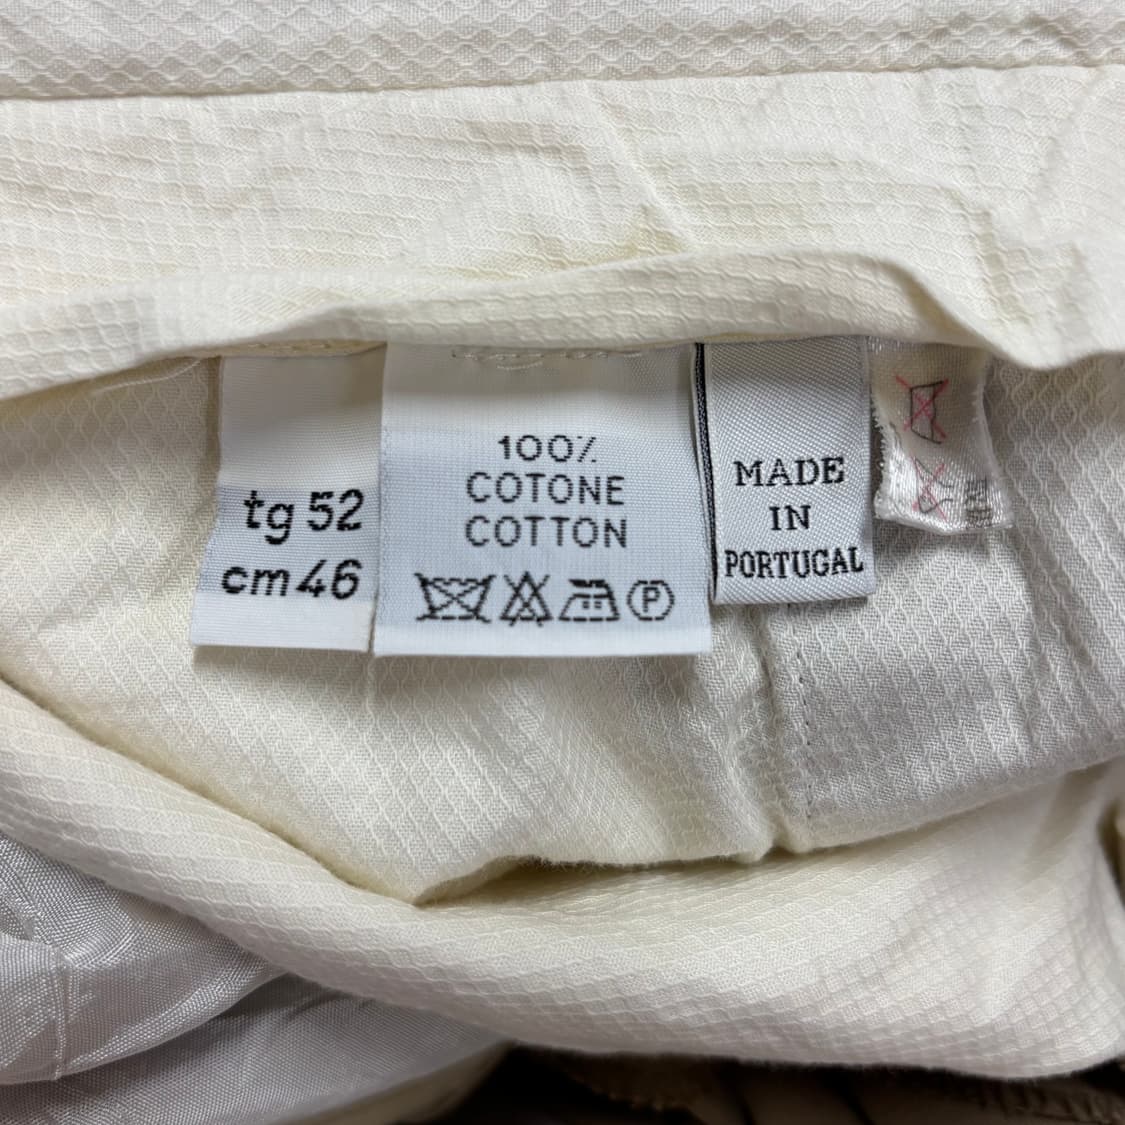 tg 52
cm 46
100%
COTONE
COTTON
P
MADE
IN
PORTUGAL